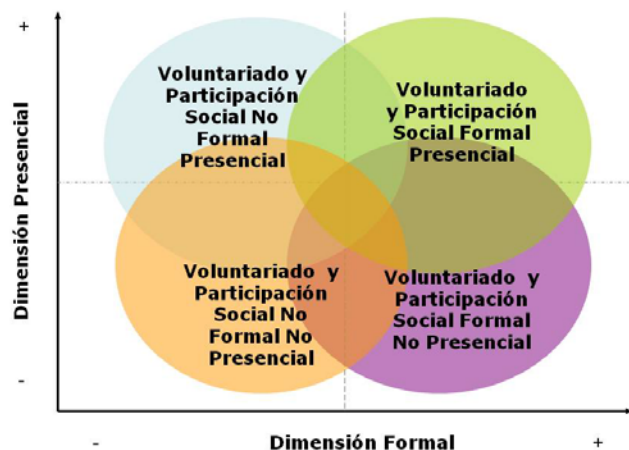 +
Dimensión Presencial
-
Voluntariado y
Participación
Social No
Formal
Presencial
Voluntariado
y Participación
Social Formal
Presencial
Voluntariado y
Participación
Social No
Formal No
Presencial
Voluntariado y
Participación
Social Formal
No Presencial
-
Dimensión Formal
+